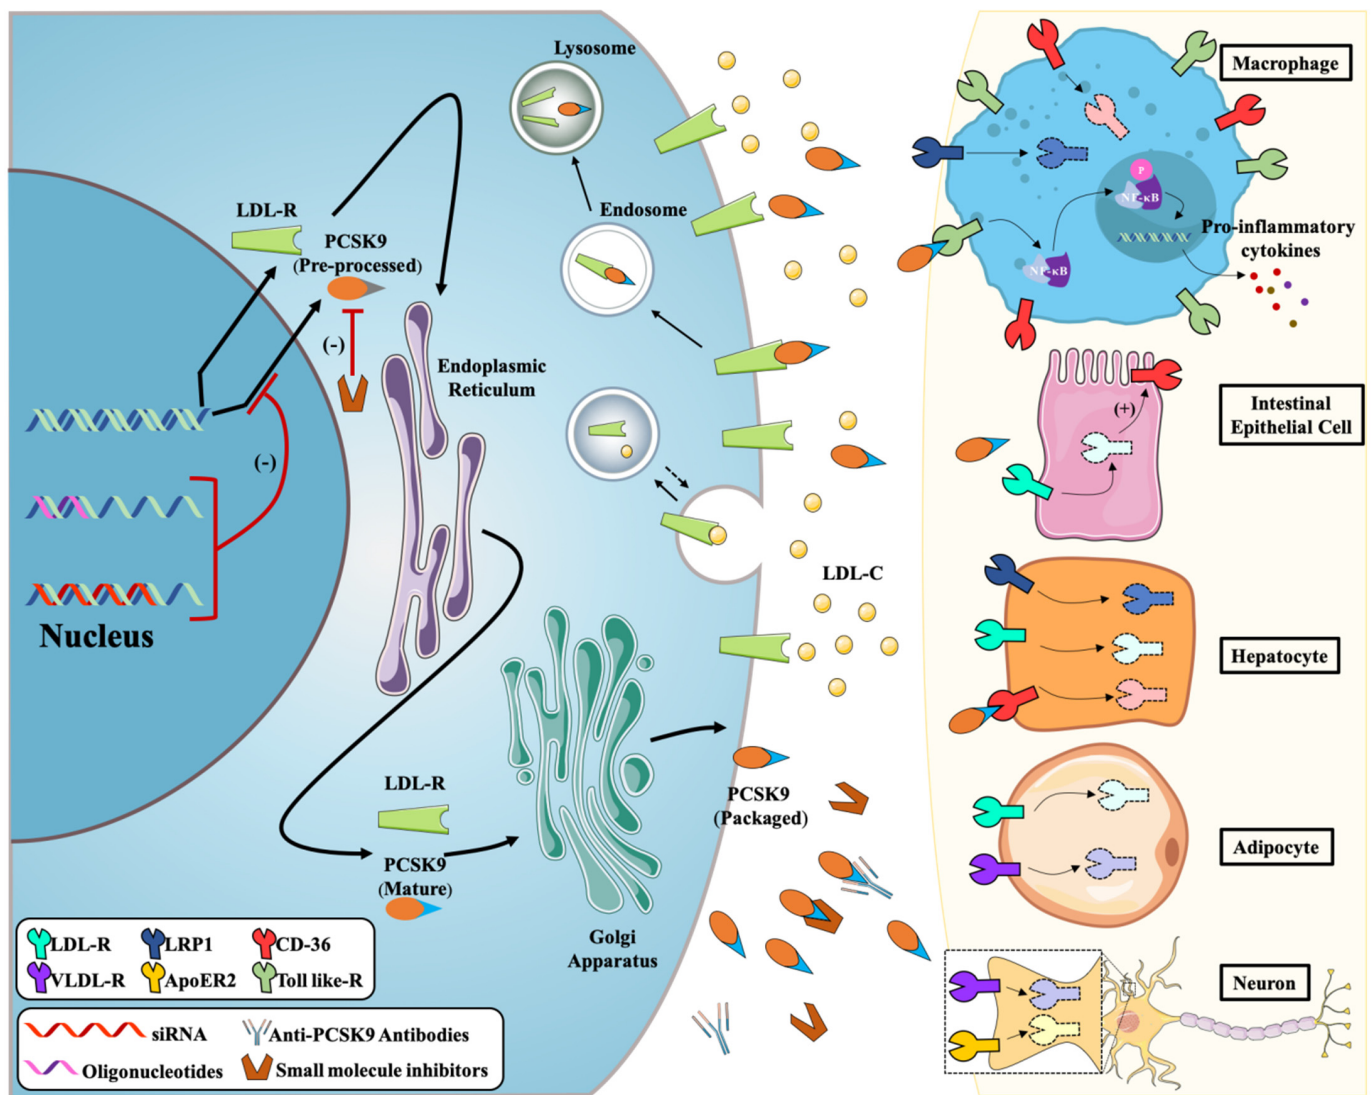 Lysosome
Macrophage
LDL-R
Endosome
PCSK9
(Pre-processed)
P
NF-κB
Pro-inflammatory
cytokines
NF-κB
(-)
Endoplasmic
Reticulum
(+)
Intestinal
Epithelial Cell
(-)
LDL-C
Nucleus
Hepatocyte
LDL-R
PCSK9
(Packaged)
PCSK9
(Mature)
Adipocyte
Golgi
Apparatus
LDL-R
LRP1
CD-36
VLDL-R
ApoER2
Toll like-R
Neuron
siRNA
Anti-PCSK9 Antibodies
Oligonucleotides
Small molecule inhibitors